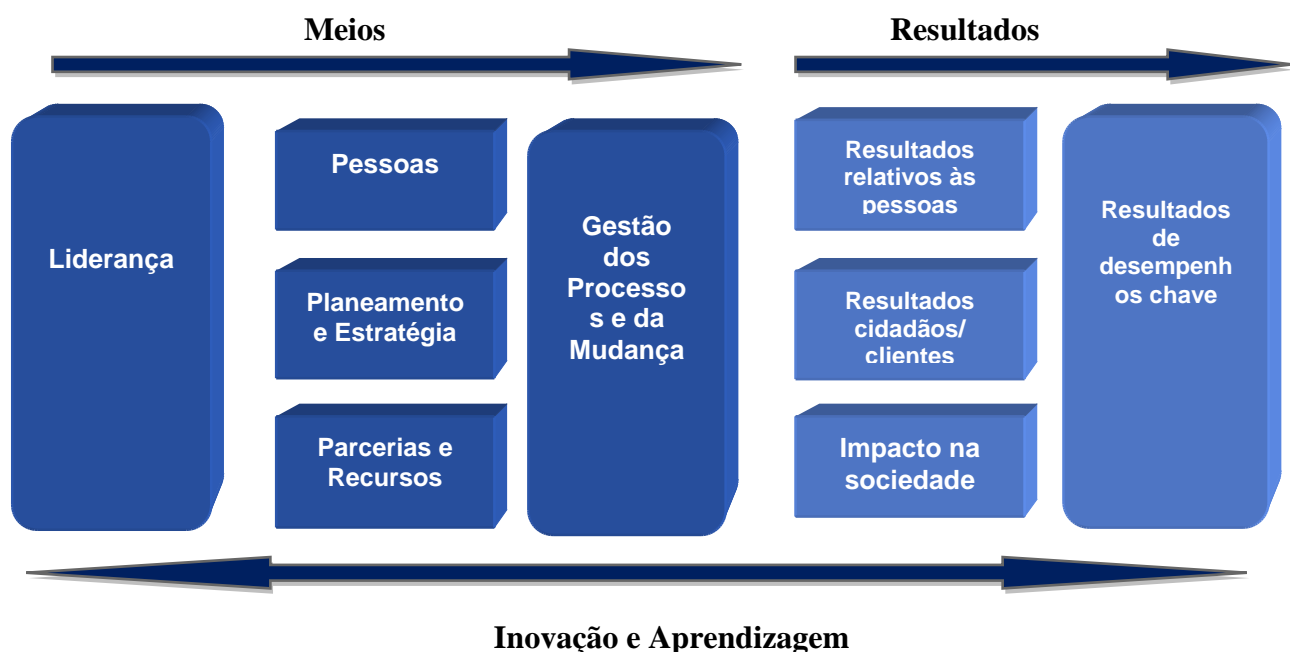 Meios
Resultados
Liderança
Pessoas
Planeamento
e Estratégia
Parcerias e
Recursos
Gestão
dos
Processo
s e da
Mudança
Resultados
relativos às
pessoas
Resultados
cidadãos/
clientes
Impacto na
sociedade
Resultados
de
desempenh
os chave
Inovação e Aprendizagem